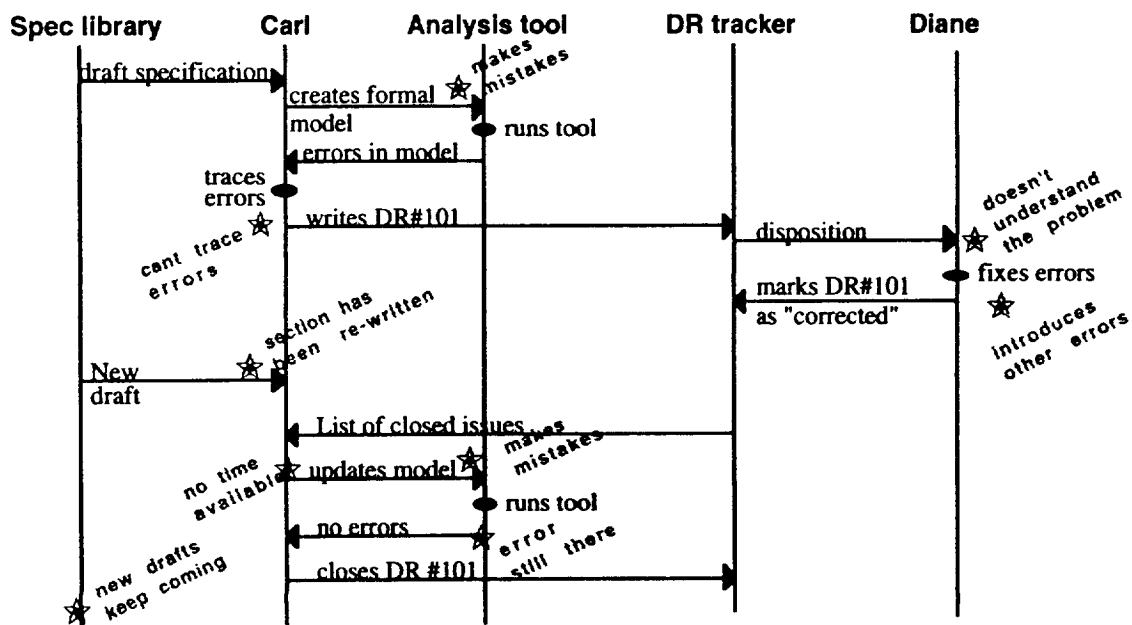 Spec library Carl Analysis tool DR tracker Diane
draft specification
makes
mistakes
creates formal
model
runs tool
errors in model
traces
errors
writes DR#101
cant trace
errors
disposition
doesn't
understand
the problem
fixes errors
marks DR#101
as "corrected"
introduces
other errors
section has
been re-written
New
draft
List of closed issues
makes
mistakes
no time
available
updates model
runs tool
no errors
error
still there
new drafts
keep coming
closes DR #101